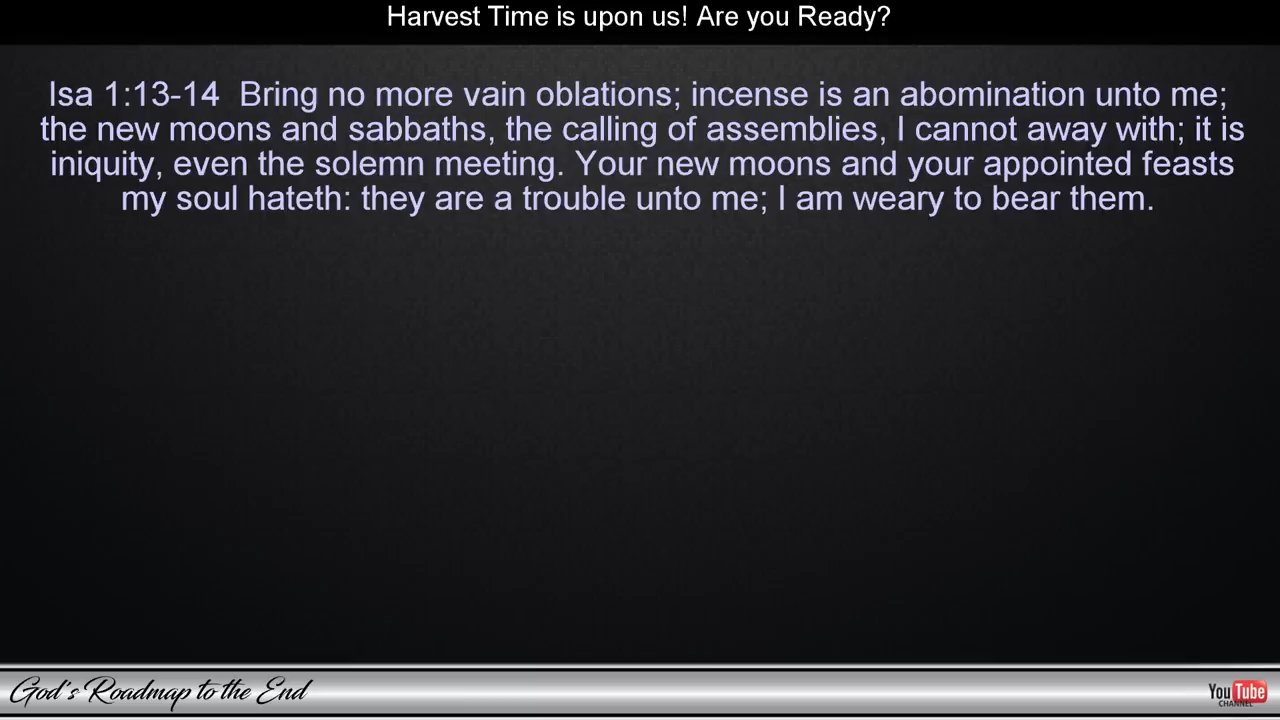 Harvest Time is upon us! Are you Ready?
Isa 1:13-14  Bring no more vain oblations; incense is an abomination unto me;
the new moons and sabbaths, the calling of assemblies, I cannot away with; it is
iniquity, even the solemn meeting. Your new moons and your appointed feasts
my soul hateth: they are a trouble unto me; I am weary to bear them.
God's Roadmap to the End
YouTube
CHANNEL